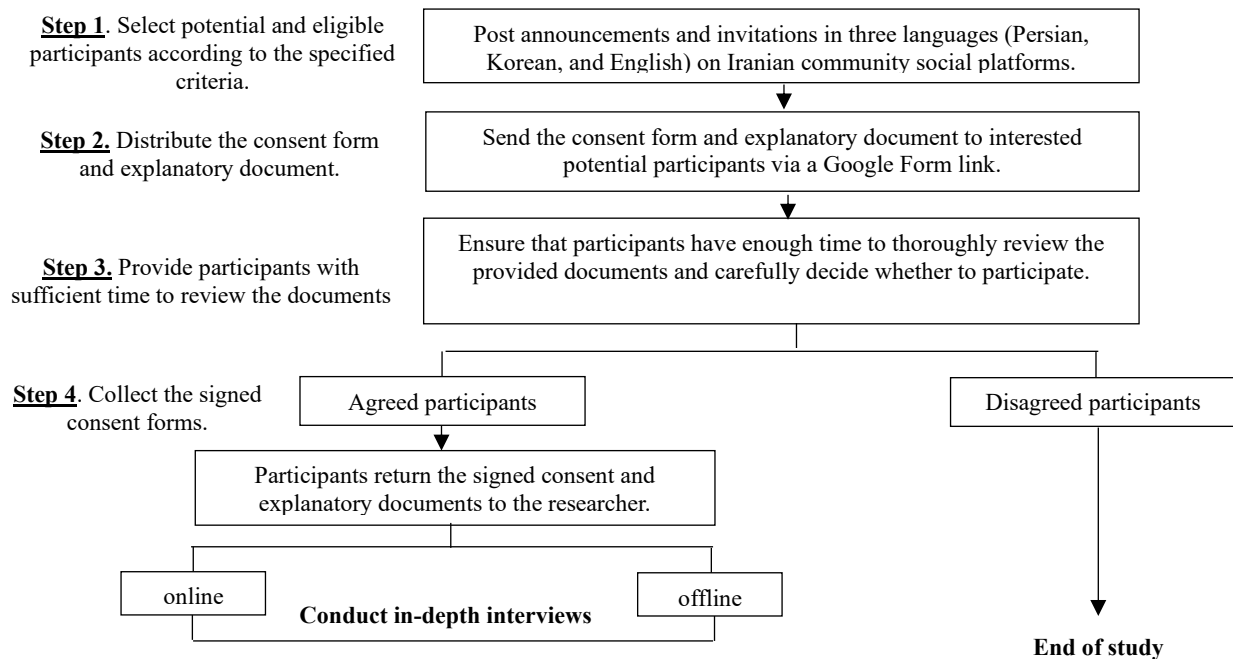 Step 1. Select potential and eligible
participants according to the specified
criteria.
Post announcements and invitations in three languages (Persian,
Korean, and English) on Iranian community social platforms.
Step 2. Distribute the consent form
and explanatory document.
Send the consent form and explanatory document to interested
potential participants via a Google Form link.
Step 3. Provide participants with
sufficient time to review the documents
Ensure that participants have enough time to thoroughly review the
provided documents and carefully decide whether to participate.
Step 4. Collect the signed
consent forms.
Agreed participants
Disagreed participants
Participants return the signed consent and
explanatory documents to the researcher.
online
offline
Conduct in-depth interviews
End of study